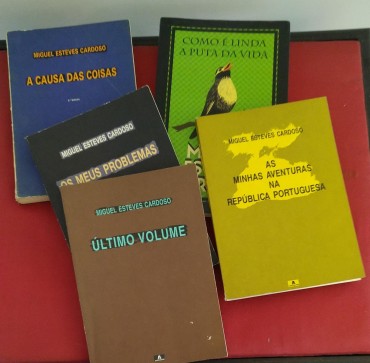 MIGUEL ESTEVES CARDOSO
A CAUSA DAS COISAS
COMO É LINDA
A PUTA DA VIDA
MIGUEL ESTEVES CARDOSO
OS MEUS PROBLEMAS
MIGUEL ESTEVES CARDOSO
AS
MINHAS AVENTURAS
NA
REPÚBLICA PORTUGUESA
MIGUEL ESTEVES CARDOSO
ÚLTIMO VOLUME